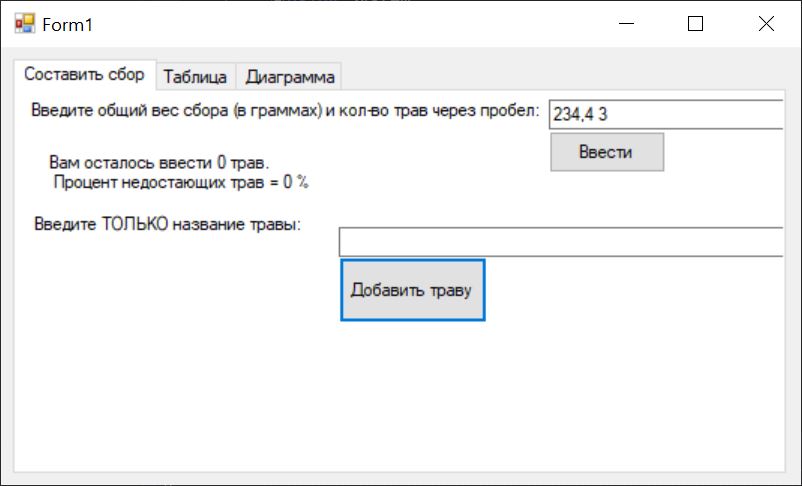 Form1
Составить сбор Таблица Диаграмма
Введите общий вес сбора (в граммах) и кол-во трав через пробел: 234,4 3
Ввести
Вам осталось ввести 0 трав.
Процент недостающих трав = 0 %
Введите ТОЛЬКО название травы:
Добавить траву